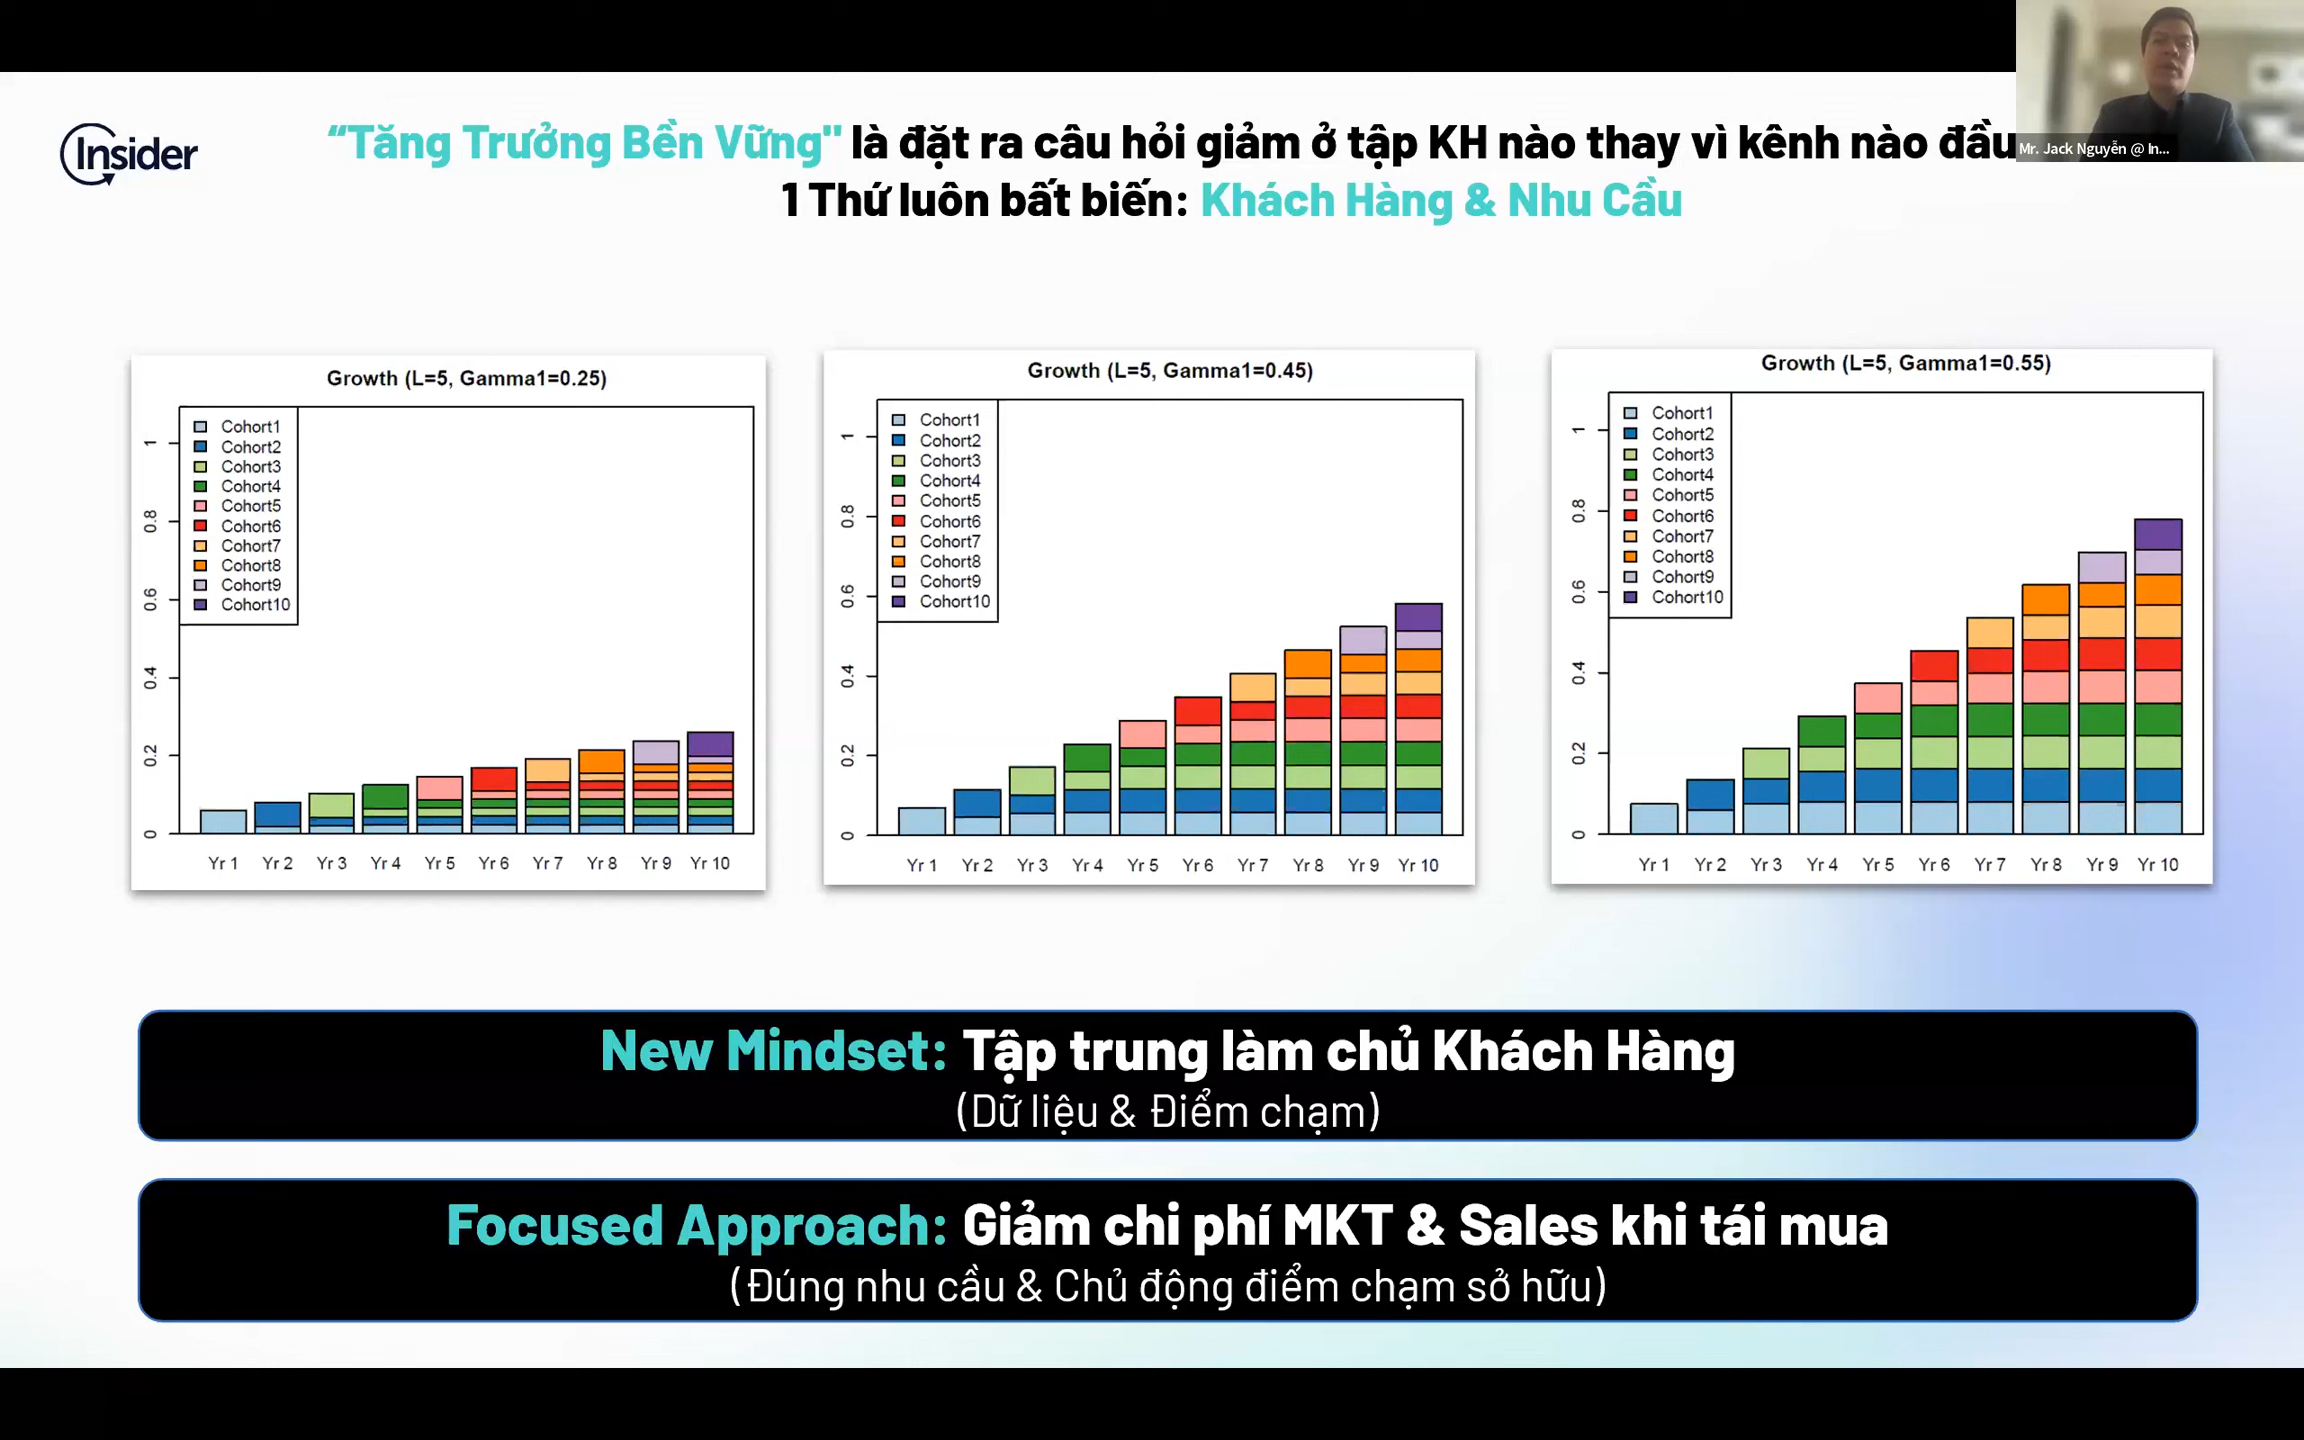 Insider
“Tăng Trưởng Bền Vững" là đặt ra câu hỏi giảm ở tập KH nào thay vì kênh nào đầu
1 Thứ luôn bất biến: Khách Hàng & Nhu Cầu
Mr. Jack Nguyễn @ In...
Growth (L=5, Gamma1=0.25)
Cohort1
Cohort2
Cohort3
Cohort4
Cohort5
Cohort6
Cohort7
Cohort8
Cohort9
Cohort10
1
0.8
0.6
0.4
0.2
0
Yr 1 Yr 2 Yr 3 Yr 4 Yr 5 Yr 6 Yr 7 Yr 8 Yr 9 Yr 10
Growth (L=5, Gamma1=0.45)
Cohort1
Cohort2
Cohort3
Cohort4
Cohort5
Cohort6
Cohort7
Cohort8
Cohort9
Cohort10
1
0.8
0.6
0.4
0.2
0
Yr 1 Yr 2 Yr 3 Yr 4 Yr 5 Yr 6 Yr 7 Yr 8 Yr 9 Yr 10
Growth (L=5, Gamma1=0.55)
Cohort1
Cohort2
Cohort3
Cohort4
Cohort5
Cohort6
Cohort7
Cohort8
Cohort9
Cohort10
1
0.8
0.6
0.4
0.2
0
Yr 1 Yr 2 Yr 3 Yr 4 Yr 5 Yr 6 Yr 7 Yr 8 Yr 9 Yr 10
New Mindset: Tập trung làm chủ Khách Hàng
(Dữ liệu & Điểm chạm)
Focused Approach: Giảm chi phí MKT & Sales khi tái mua
(Đúng nhu cầu & Chủ động điểm chạm sở hữu)